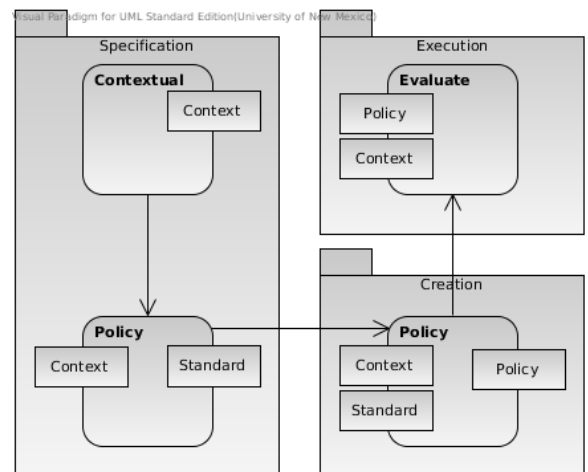 Visual Paradigm for UML Standard Edition(University of New Mexico)
Specification
Contextual
Context
Policy
Context
Standard
Execution
Evaluate
Policy
Context
Creation
Policy
Context
Policy
Standard